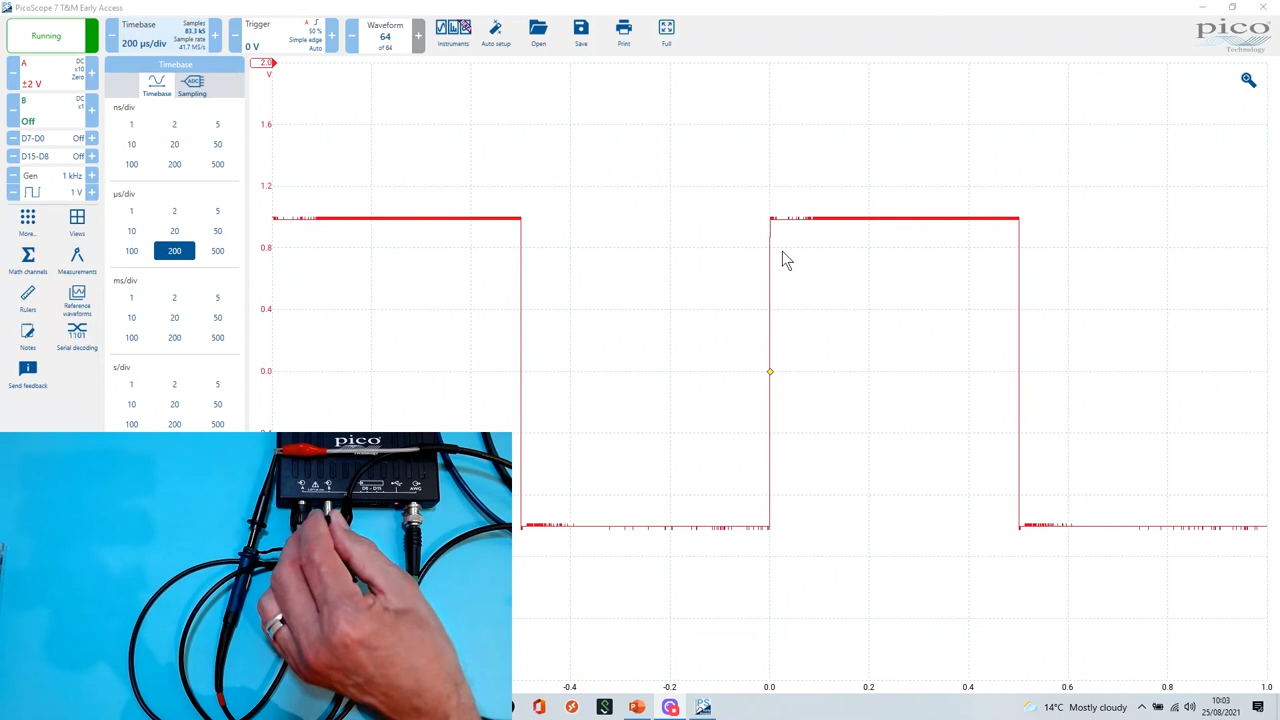 PicoScope 7 T&M Early Access
Running
Timebase
200 µs/div
Samples
83.3 kS
Sample rate
41.7 MS/s
Trigger
0 V
A
50 %
Simple edge
Auto
Waveform
64
of 64
Instruments
Auto setup
Open
Save
Print
Full
pico
Technology
A
±2 V
DC
x10
Zero
B
Off
DC
x1
D7-D0 Off
D15-D8 Off
Gen 1 kHz
1 V
More...
Views
Math channels
Measurements
Rulers
Reference waveforms
Notes
Serial decoding
Send feedback
Timebase
Timebase
Sampling
ns/div
1 2 5
10 20 50
100 200 500
µs/div
1 2 5
10 20 50
100 200 500
ms/div
1 2 5
10 20 50
100 200 500
s/div
1 2 5
10 20 50
100 200 500
2.0
V
1.6
1.2
0.8
0.4
0.0
-0.4 -0.2 0.0 0.2 0.4 0.6 0.8 1.0
pico
Technology
A
B
D0 - D15
AWG
14°C Mostly cloudy
10:03
25/08/2021